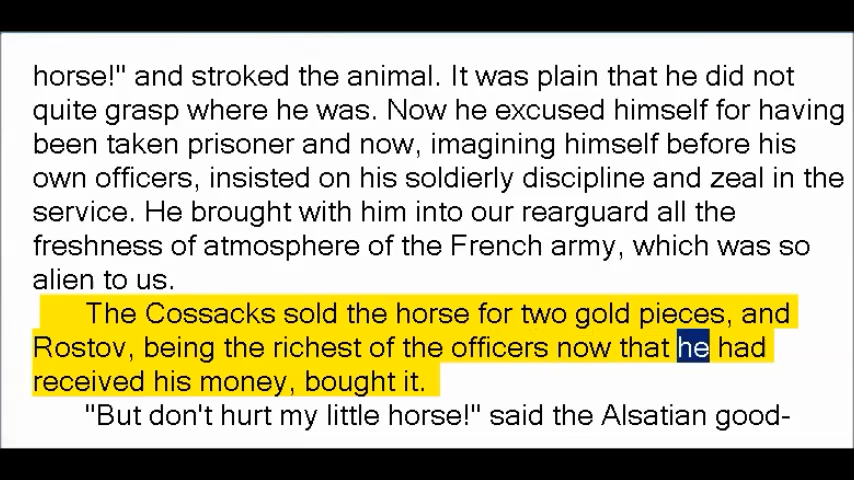 horse!" and stroked the animal. It was plain that he did not
quite grasp where he was. Now he excused himself for having
been taken prisoner and now, imagining himself before his
own officers, insisted on his soldierly discipline and zeal in the
service. He brought with him into our rearguard all the
freshness of atmosphere of the French army, which was so
alien to us.
The Cossacks sold the horse for two gold pieces, and
Rostov, being the richest of the officers now that he had
received his money, bought it.
"But don't hurt my little horse!" said the Alsatian good-